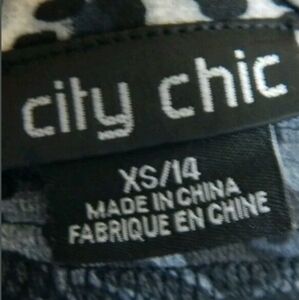 city chic
XS/14
MADE IN CHINA
FABRIQUE EN CHINE